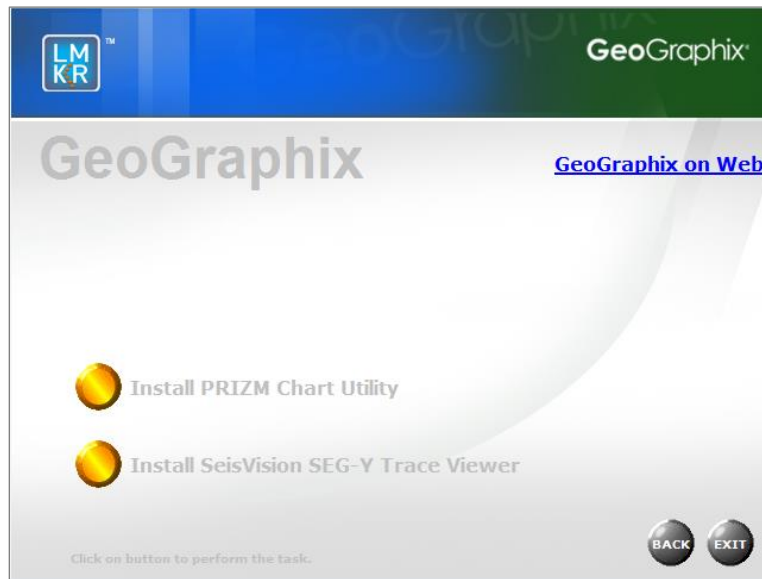 LM
KR
TM
GeoGraphix
GeoGraphix
GeoGraphix on Web
Install PRIZM Chart Utility
Install SeisVision SEG-Y Trace Viewer
Click on button to perform the task.
BACK
EXIT